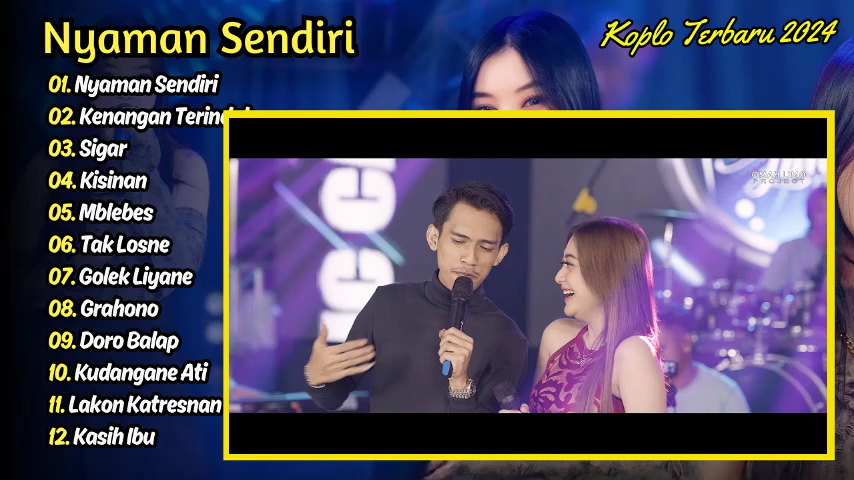 Nyaman Sendiri
Koplo Terbaru 2024
01. Nyaman Sendiri
02. Kenangan
03. Sigar
04. Kisinan
05. Mblebes
06. Tak Losne
07. Golek Liyane
08. Grahono
09. Doro Balap
10. Kudangane Ati
11. Lakon Katresnan
12. Kasih Ibu
PROJECT